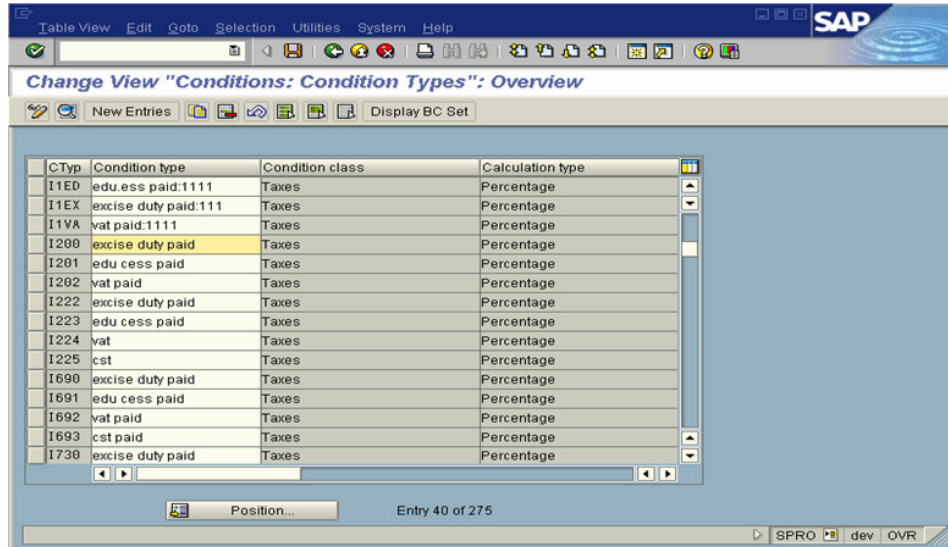 Table View Edit Goto Selection Utilities System Help
SAP
Change View "Conditions: Condition Types": Overview
New Entries Display BC Set
CTyp Condition type Condition class Calculation type
I1ED edu.ess paid:1111 Taxes Percentage
I1EX excise duty paid:111 Taxes Percentage
I1VA vat paid:1111 Taxes Percentage
I200 excise duty paid Taxes Percentage
I201 edu cess paid Taxes Percentage
I202 vat paid Taxes Percentage
I222 excise duty paid Taxes Percentage
I223 edu cess paid Taxes Percentage
I224 vat Taxes Percentage
I225 cst Taxes Percentage
I690 excise duty paid Taxes Percentage
I691 edu cess paid Taxes Percentage
I692 vat paid Taxes Percentage
I693 cst paid Taxes Percentage
I730 excise duty paid Taxes Percentage
Position... Entry 40 of 275
SPRO dev OVR